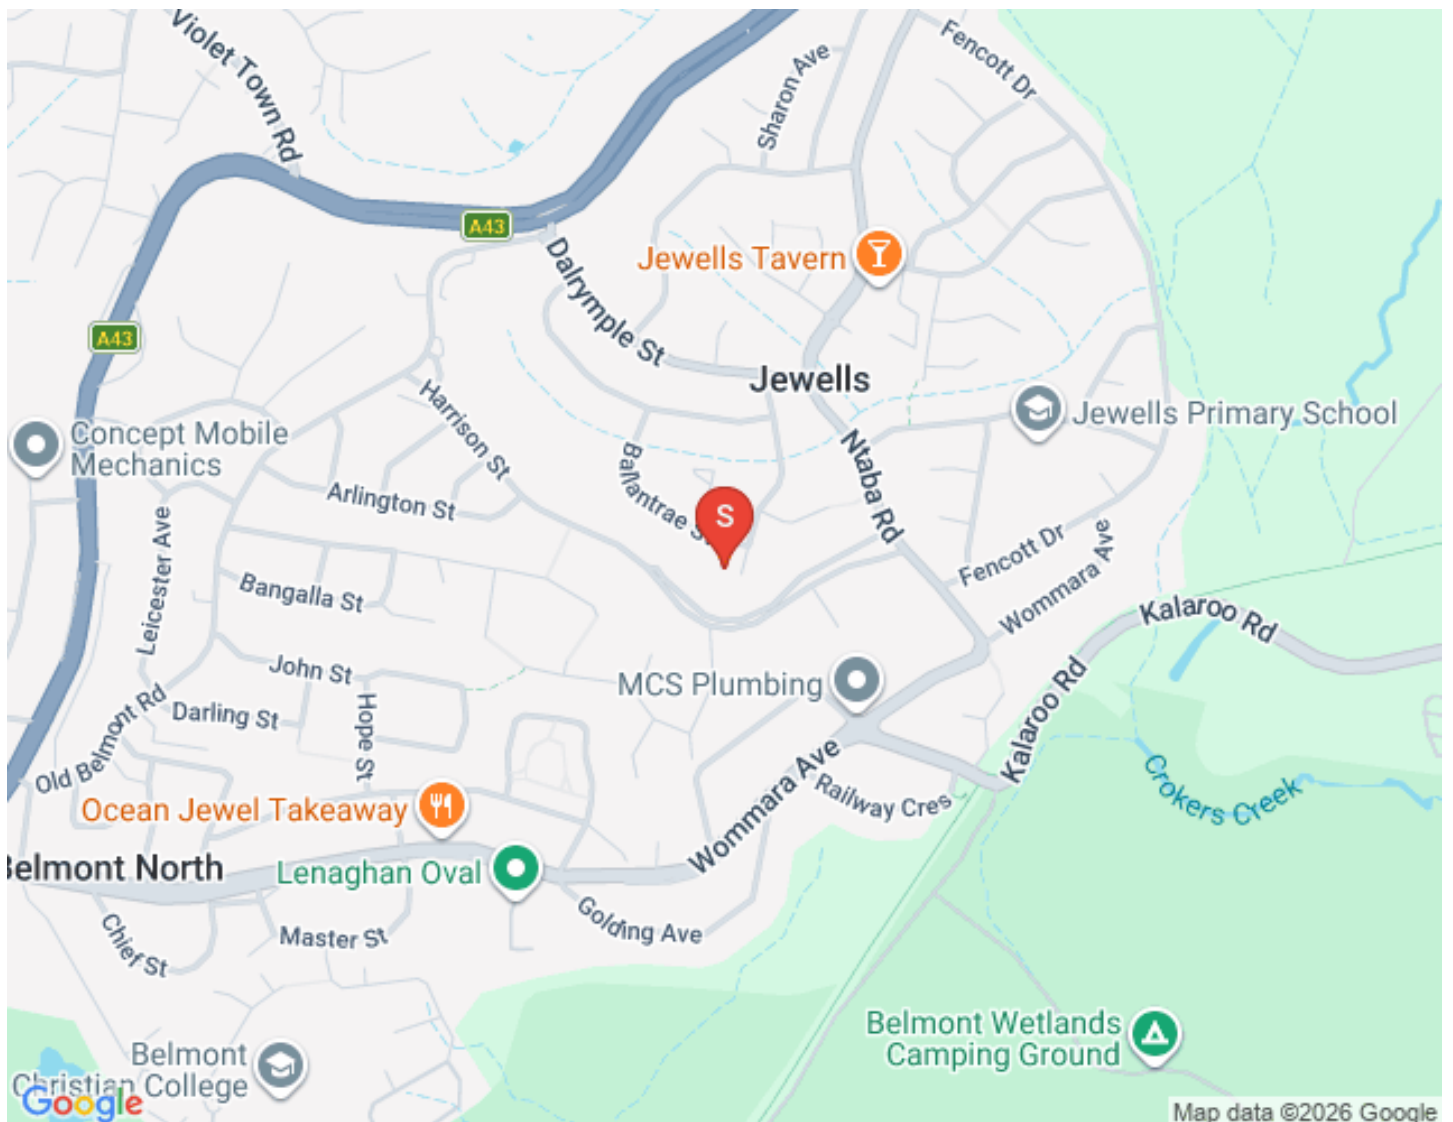 Violet Town Rd
Fencott Dr
Sharon Ave
A43
Dalrymple St
Jewells Tavern
A43
Jewells
Harrison St
Jewells Primary School
Concept Mobile
Mechanics
Ballantrae St
Ntaba Rd
Arlington St
S
Leicester Ave
Fencott Dr
Wommara Ave
Bangalla St
Kalaroo Rd
John St
MCS Plumbing
Kalaroo Rd
Darling St
Hope St
Old Belmont Rd
Wommara Ave
Railway Cres
Crokers Creek
Ocean Jewel Takeaway
Belmont North
Lenaghan Oval
Golding Ave
Chief St
Master St
Belmont Wetlands
Camping Ground
Belmont
Christian College
Google
Map data ©2026 Google